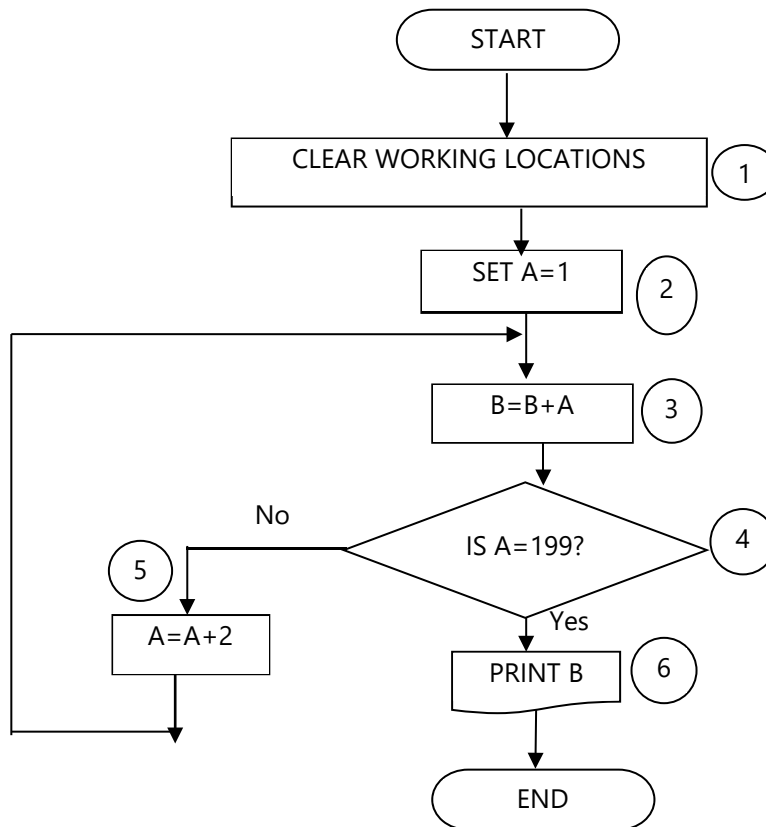 START
CLEAR WORKING LOCATIONS
1
SET A=1
2
B=B+A
3
No
IS A=199?
4
5
A=A+2
Yes
PRINT B
6
END